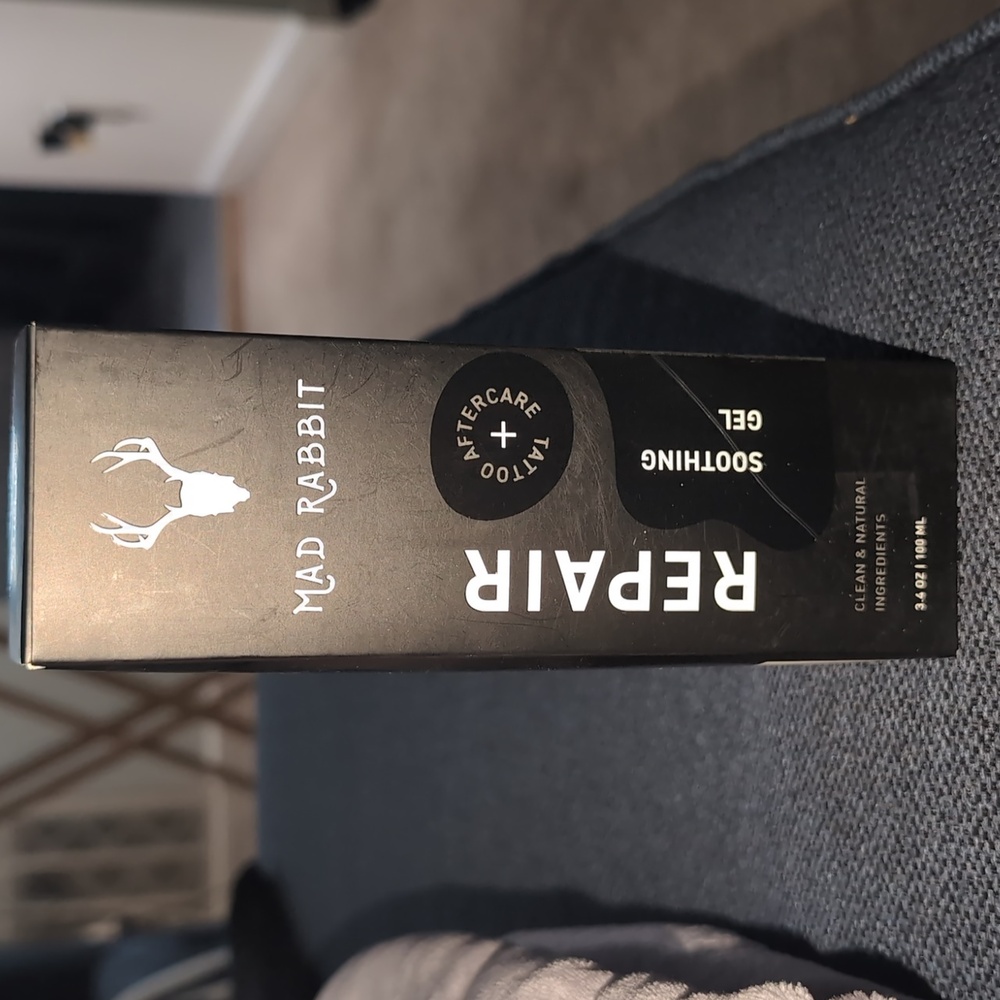 MAD RABBIT
TATTOO AFTERCARE
REPAIR
SOOTHING
GEL
CLEAN & NATURAL
INGREDIENTS
3.4 OZ | 100 ML